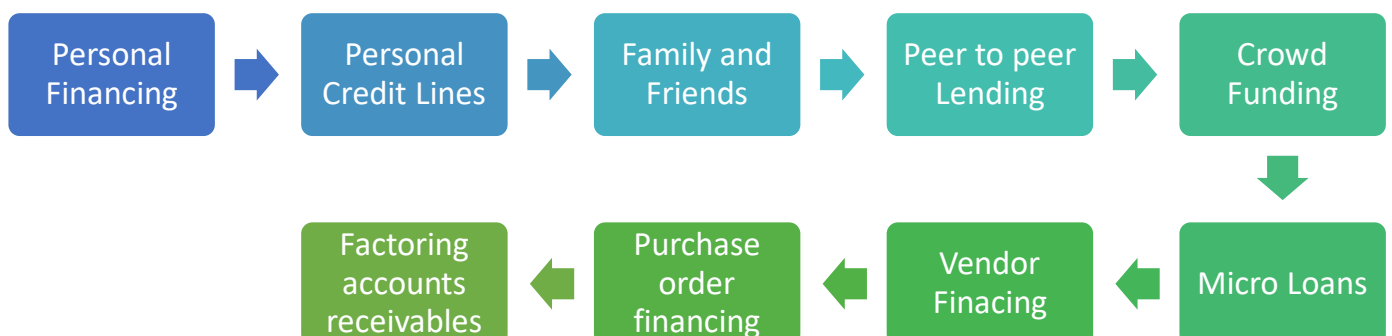 Personal
Financing
Personal
Credit Lines
Family and
Friends
Peer to peer
Lending
Crowd
Funding
Micro Loans
Vendor
Finacing
Purchase
order
financing
Factoring
accounts
receivables